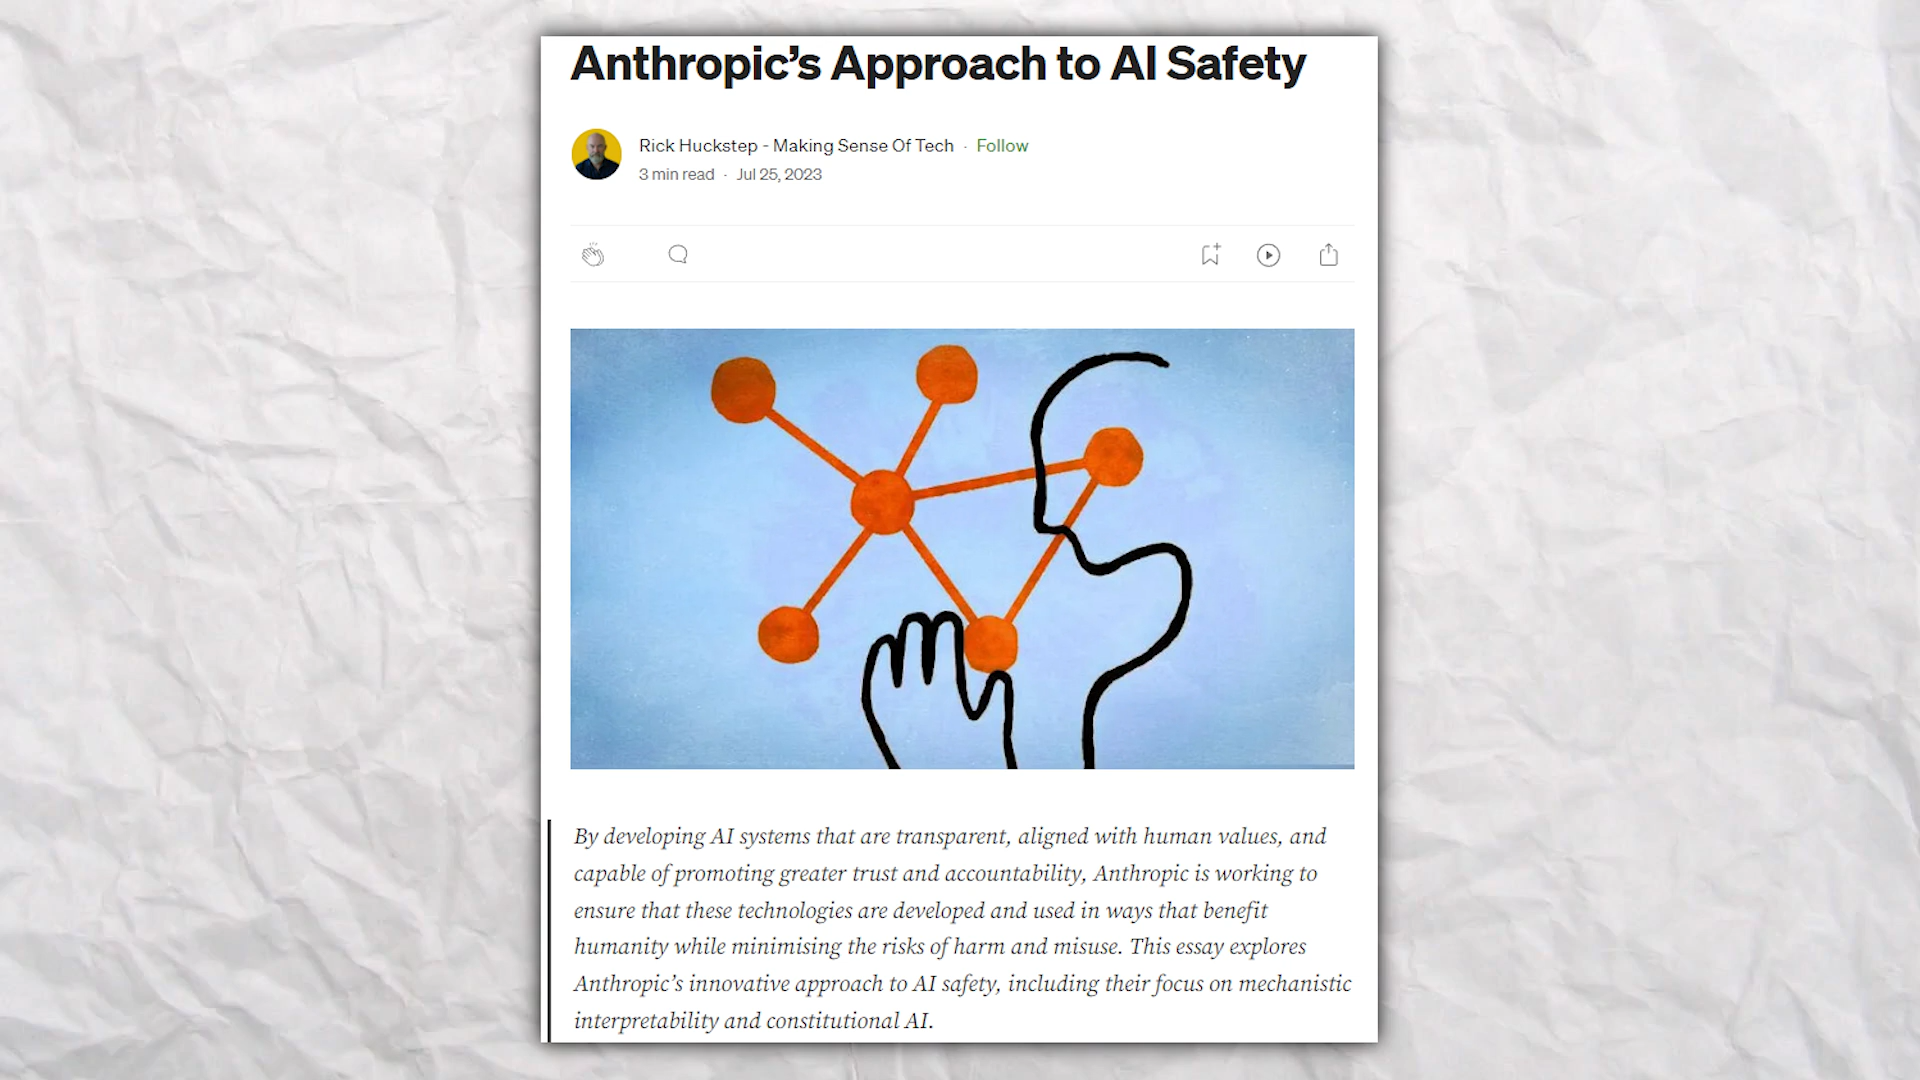 Anthropic’s Approach to AI Safety
Rick Huckstep - Making Sense Of Tech · Follow
3 min read · Jul 25, 2023
By developing AI systems that are transparent, aligned with human values, and
capable of promoting greater trust and accountability, Anthropic is working to
ensure that these technologies are developed and used in ways that benefit
humanity while minimising the risks of harm and misuse. This essay explores
Anthropic’s innovative approach to AI safety, including their focus on mechanistic
interpretability and constitutional AI.